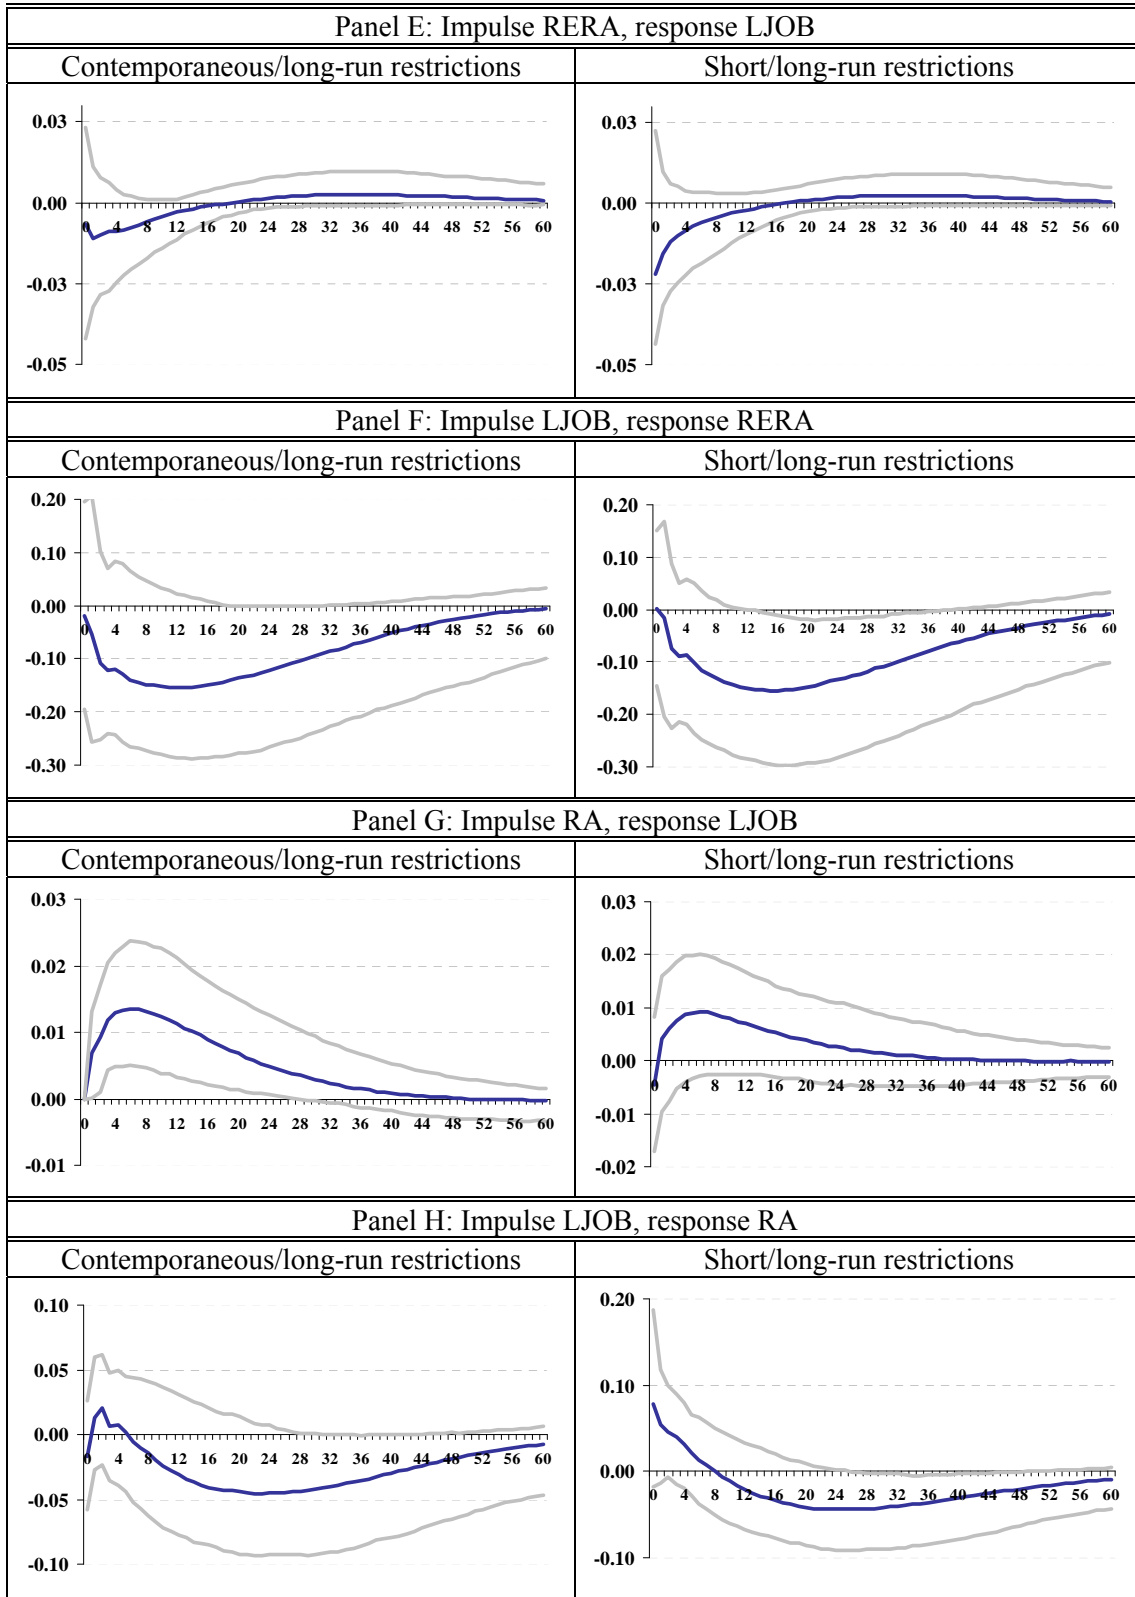 Panel E: Impulse RERA, response LJOB
Contemporaneous/long-run restrictions
Short/long-run restrictions
0.03
0.00
-0.03
-0.05
0 4 8 12 16 20 24 28 32 36 40 44 48 52 56 60
0.03
0.00
-0.03
-0.05
0 4 8 12 16 20 24 28 32 36 40 44 48 52 56 60
Panel F: Impulse LJOB, response RERA
Contemporaneous/long-run restrictions
Short/long-run restrictions
0.20
0.10
0.00
-0.10
-0.20
-0.30
0 4 8 12 16 20 24 28 32 36 40 44 48 52 56 60
0.20
0.10
0.00
-0.10
-0.20
-0.30
0 4 8 12 16 20 24 28 32 36 40 44 48 52 56 60
Panel G: Impulse RA, response LJOB
Contemporaneous/long-run restrictions
Short/long-run restrictions
0.03
0.02
0.01
0.00
-0.01
0 4 8 12 16 20 24 28 32 36 40 44 48 52 56 60
0.03
0.02
0.01
0.00
-0.01
-0.02
0 4 8 12 16 20 24 28 32 36 40 44 48 52 56 60
Panel H: Impulse LJOB, response RA
Contemporaneous/long-run restrictions
Short/long-run restrictions
0.10
0.05
0.00
-0.05
-0.10
0 4 8 12 16 20 24 28 32 36 40 44 48 52 56 60
0.20
0.10
0.00
-0.10
0 4 8 12 16 20 24 28 32 36 40 44 48 52 56 60